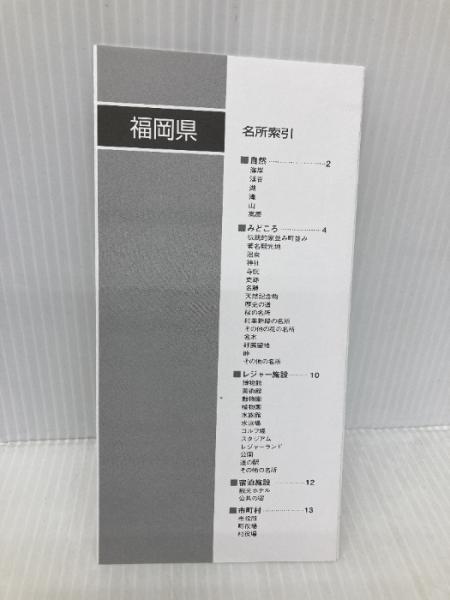 福岡県
名所索引
■自然 2
海岸
渓谷
湖
滝
山
高原
■みどころ 4
伝統的家並み町並み
著名観光地
温泉
神社
寺院
史跡
名勝
天然記念物
歴史の道
桜の名所
紅葉新緑の名所
その他の花の名所
名木
好展望地
峠
その他の名所
■レジャー施設 10
博物館
美術館
動物園
植物園
水族館
水泳場
ゴルフ場
スタジアム
レジャーランド
公園
道の駅
その他の名所
■宿泊施設 12
観光ホテル
公共の宿
■市町村 13
市役所
町役場
村役場